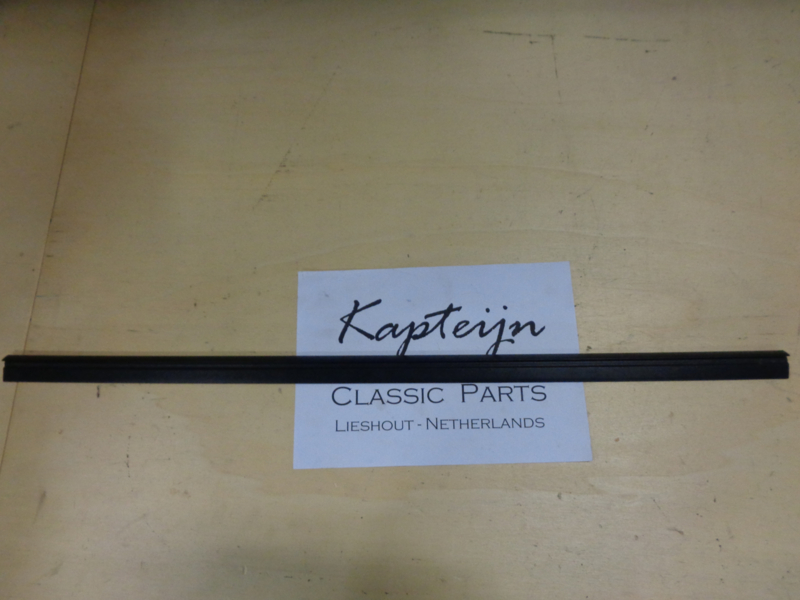 Kapteijn
CLASSIC PARTS
LIESHOUT - NETHERLANDS